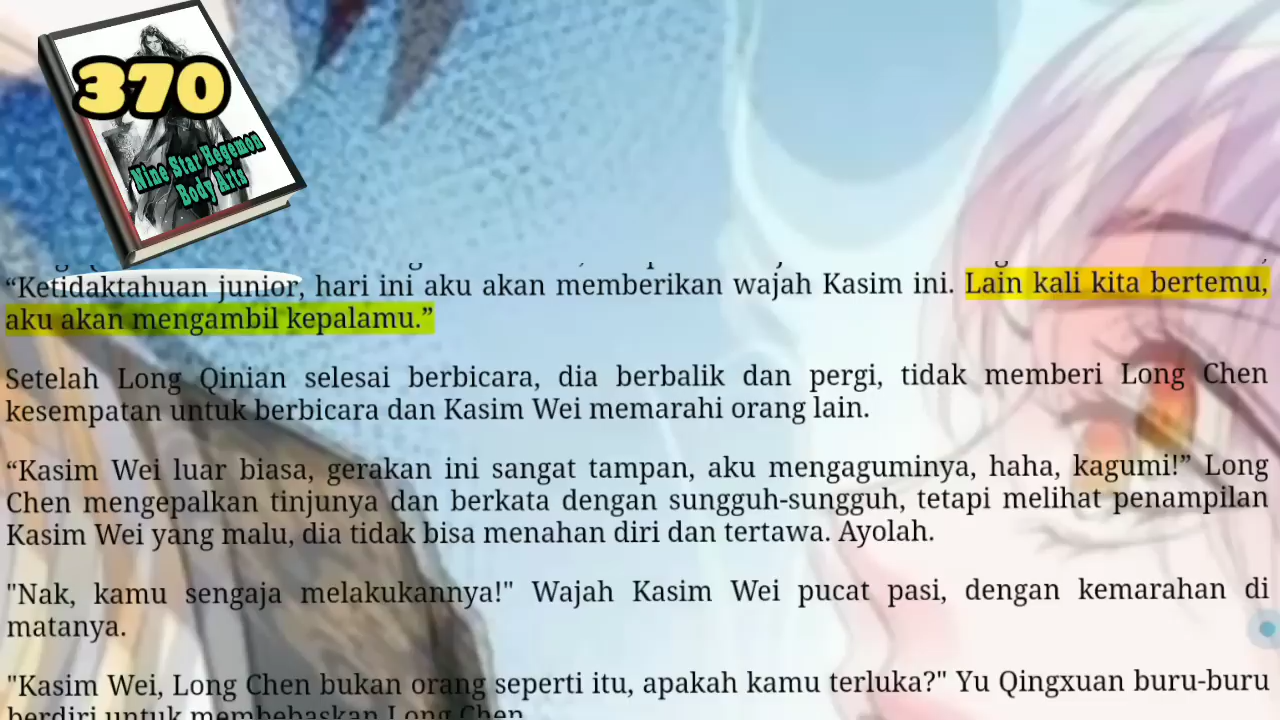 370
Nine Star Hegemon
Body Arts
“Ketidaktahuan junior, hari ini aku akan memberikan wajah Kasim ini. Lain kali kita bertemu,
aku akan mengambil kepalamu.”
Setelah Long Qinian selesai berbicara, dia berbalik dan pergi, tidak memberi Long Chen
kesempatan untuk berbicara dan Kasim Wei memarahi orang lain.
“Kasim Wei luar biasa, gerakan ini sangat tampan, aku mengaguminya, haha, kagumi!” Long
Chen mengepalkan tinjunya dan berkata dengan sungguh-sungguh, tetapi melihat penampilan
Kasim Wei yang malu, dia tidak bisa menahan diri dan tertawa. Ayolah.
"Nak, kamu sengaja melakukannya!" Wajah Kasim Wei pucat pasi, dengan kemarahan di
matanya.
"Kasim Wei, Long Chen bukan orang seperti itu, apakah kamu terluka?" Yu Qingxuan buru-buru
berdiri untuk membebaskan Long Chen.